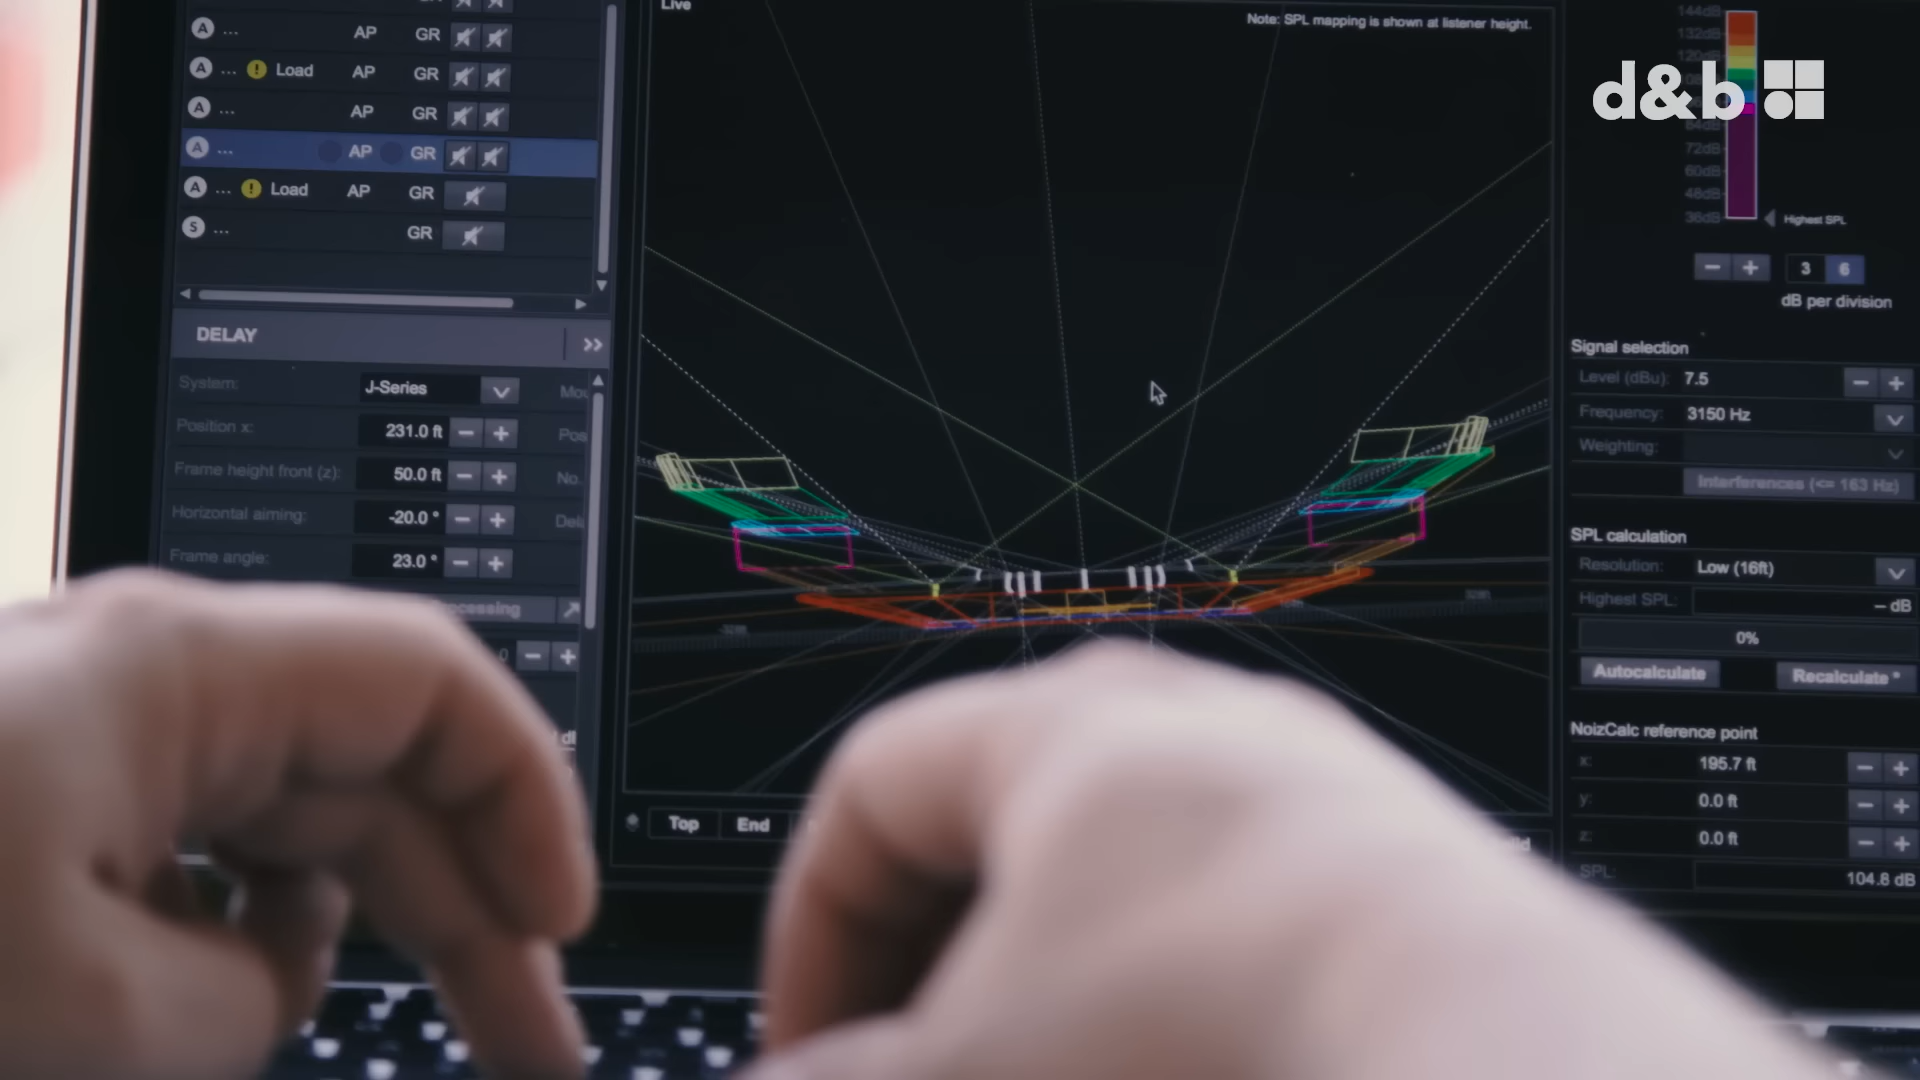 Live
Note: SPL mapping is shown at listener height.
A ... AP GR
A ... ! Load AP GR
A ... AP GR
A ... AP GR
A ... ! Load AP GR
S ... GR
DELAY >>
System: J-Series
Position x: 231.0 ft - +
Frame height front (z): 50.0 ft - +
No.
Horizontal aiming: -20.0 ° - +
Frame angle: 23.0 ° - +
- +
Top
End
144dB
132dB
d&b
72dB
60dB
48dB
36dB
Highest SPL
- + 3 6
dB per division
Signal selection
Level (dBu): 7.5 - +
Frequency: 3150 Hz
Weighting:
Interferences (<= 163 Hz)
SPL calculation
Resolution: Low (16ft)
Highest SPL: – dB
0%
Autocalculate Recalculate *
NoizCalc reference point
x: 195.7 ft - +
y: 0.0 ft - +
z: 0.0 ft - +
SPL: 104.8 dB